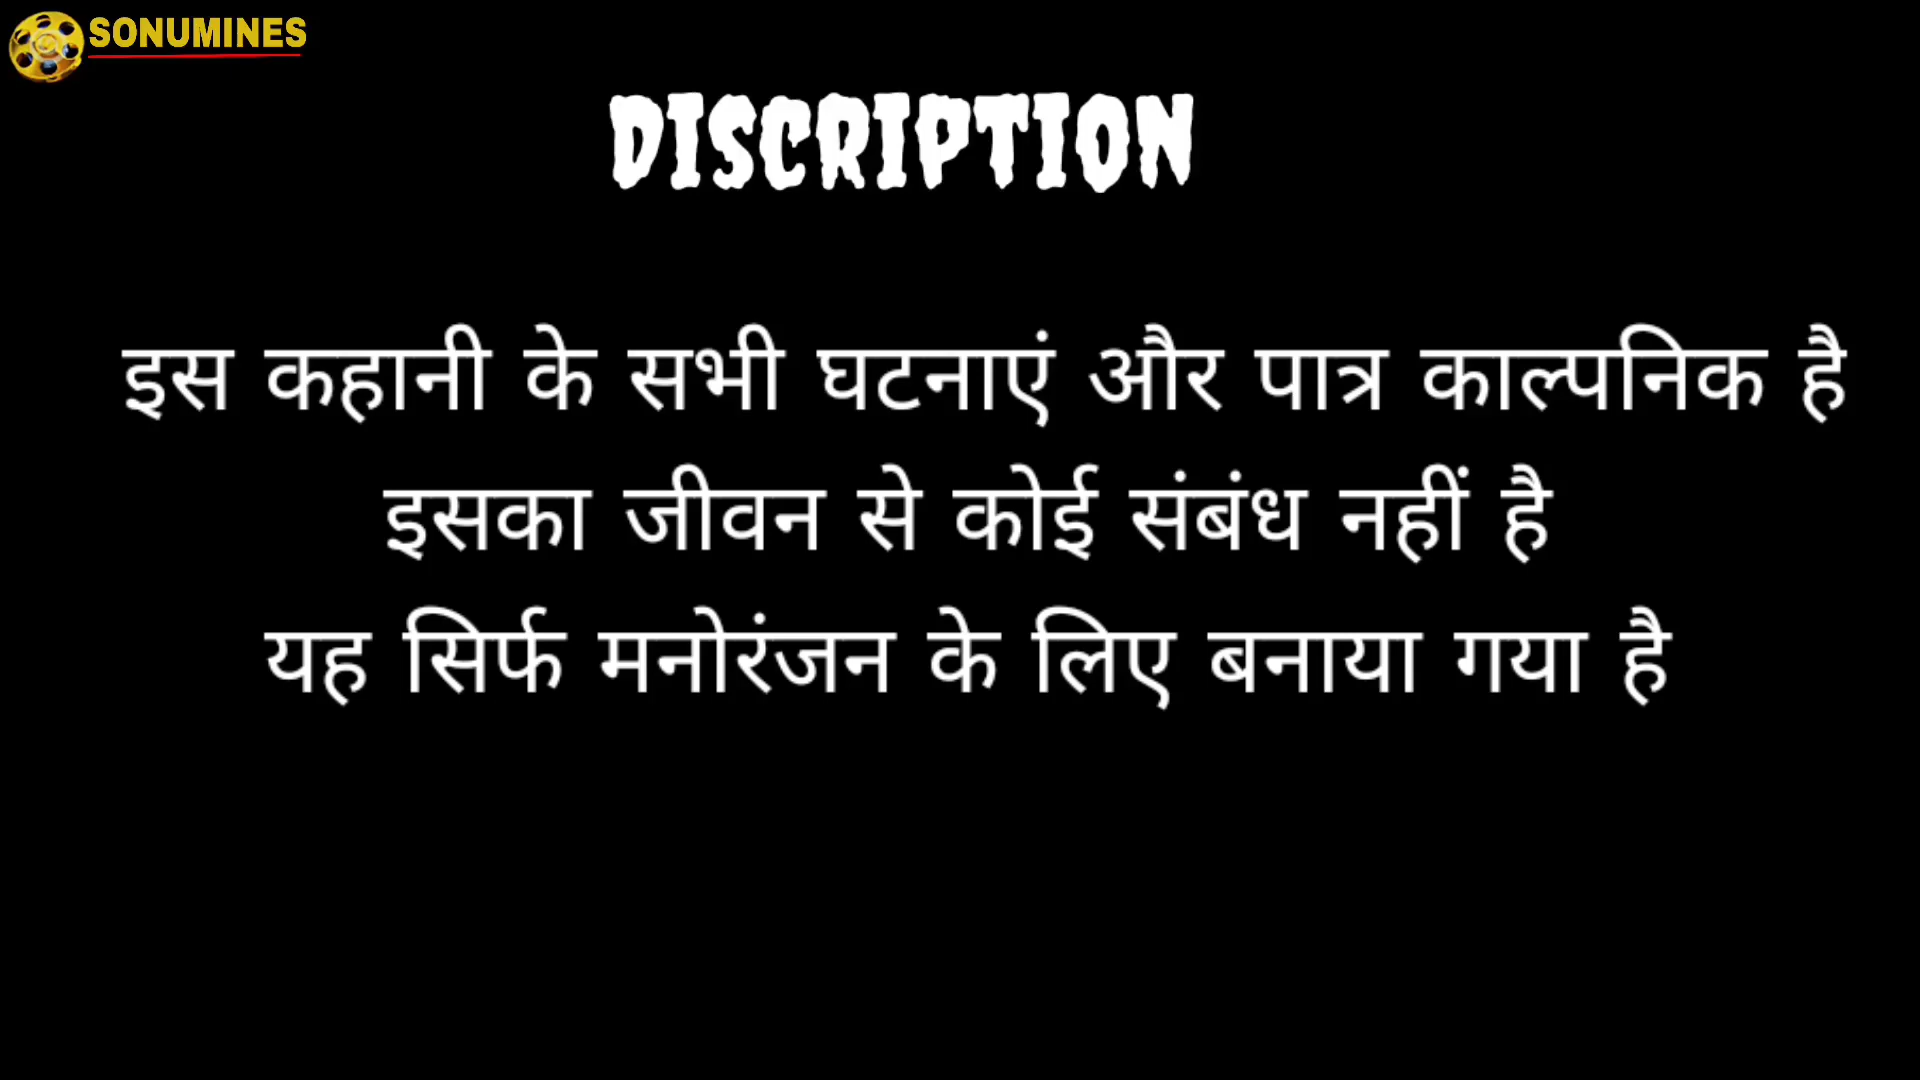 SONUMINES
DISCRIPTION
इस कहानी के सभी घटनाएं और पात्र काल्पनिक है
इसका जीवन से कोई संबंध नहीं है
यह सिर्फ मनोरंजन के लिए बनाया गया है